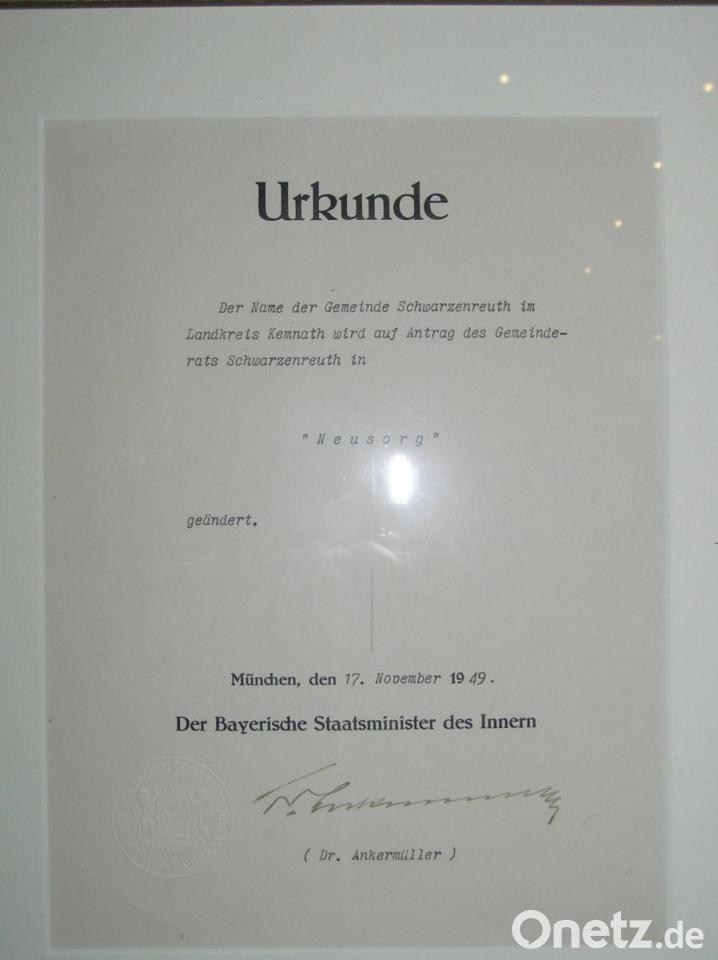 Urkunde
Der Name der Gemeinde Schwarzenreuth im
Landkreis Kemnath wird auf Antrag des Gemeinde-
rats Schwarzenreuth in
" N e u s o r g "
geändert.
München, den 17. November 1949.
Der Bayerische Staatsminister des Innern
( Dr. Ankermüller )
Onetz.de